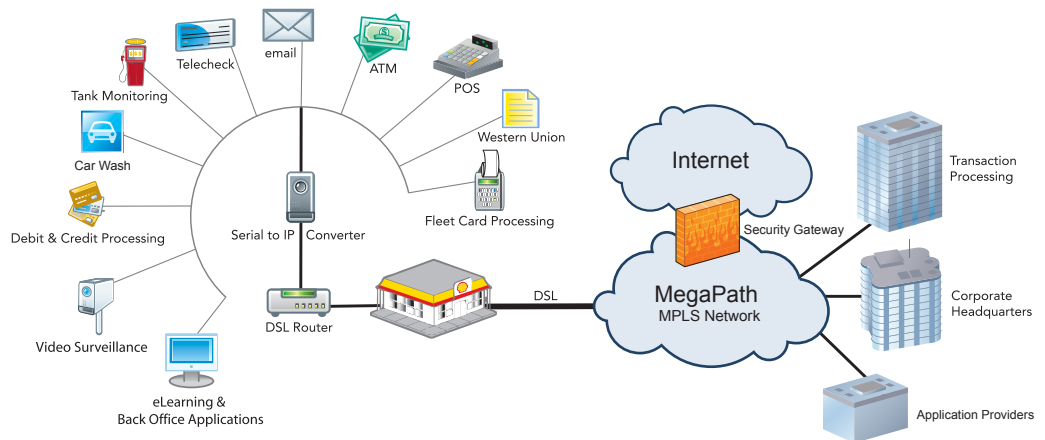 email
Telecheck
ATM
Tank Monitoring
POS
Car Wash
Western Union
Debit & Credit Processing
Fleet Card Processing
Serial to IP Converter
Video Surveillance
DSL Router
eLearning &
Back Office Applications
DSL
Internet
Security Gateway
MegaPath
MPLS Network
Transaction
Processing
Corporate
Headquarters
Application Providers